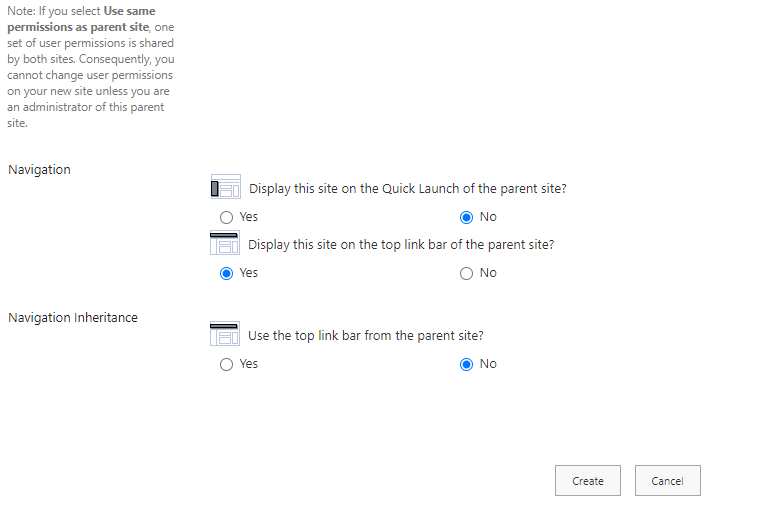 Note: If you select Use same
permissions as parent site, one
set of user permissions is shared
by both sites. Consequently, you
cannot change user permissions
on your new site unless you are
an administrator of this parent
site.
Navigation
Display this site on the Quick Launch of the parent site?
Yes No
Display this site on the top link bar of the parent site?
Yes No
Navigation Inheritance
Use the top link bar from the parent site?
Yes No
Create Cancel